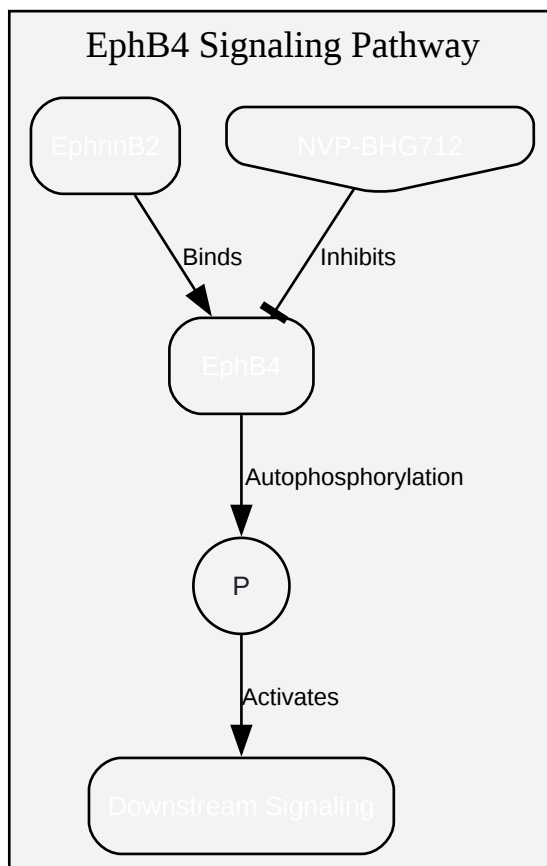 EphB4 Signaling Pathway
EphrinB2
NVP-BHG712
Binds
Inhibits
EphB4
Autophosphorylation
P
Activates
Downstream Signaling